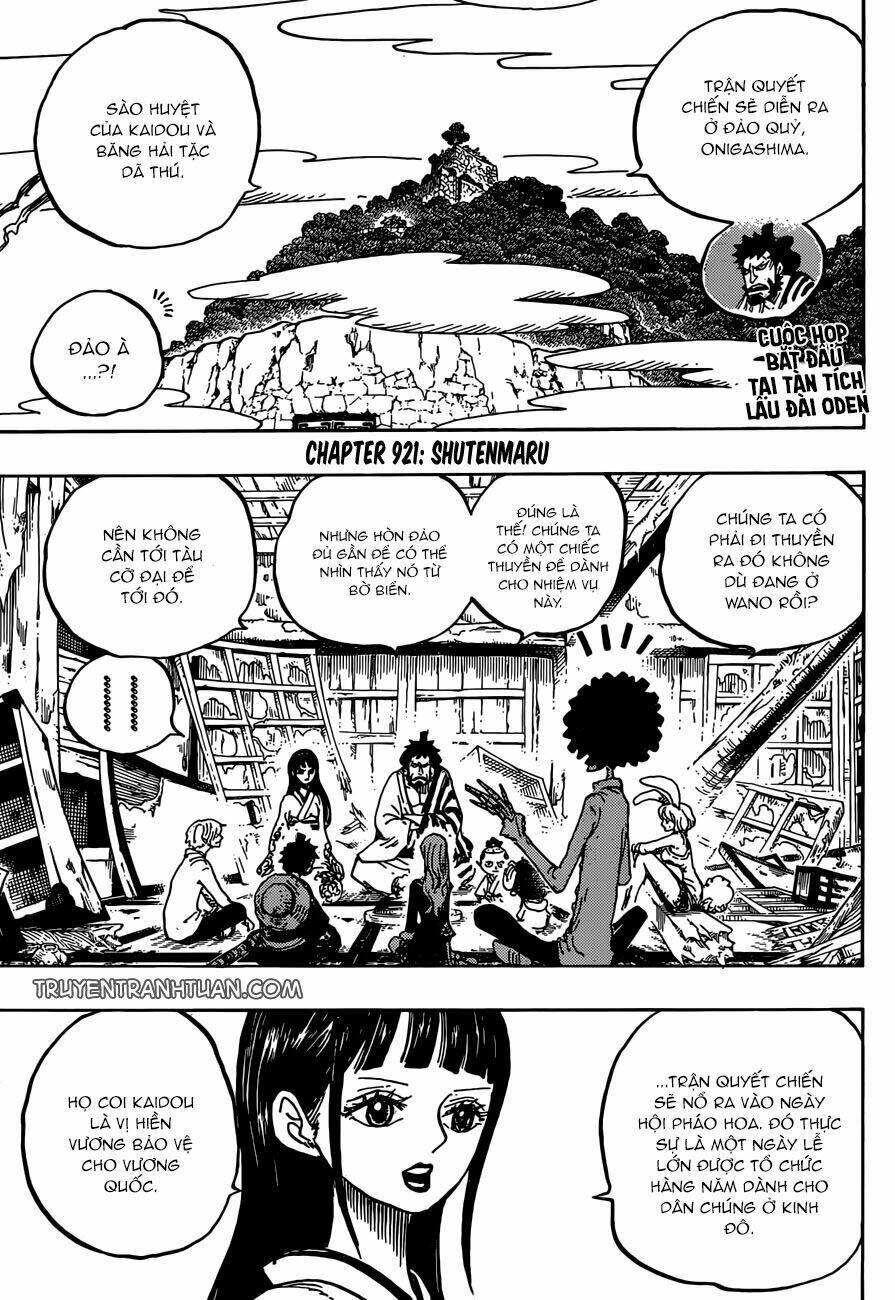 TRẬN QUYẾT
CHIẾN SẼ DIỄN RA
Ở ĐẢO QUỶ,
ONIGASHIMA.
SÀO HUYỆT
CỦA KAIDOU VÀ
BĂNG HẢI TẶC
DÃ THÚ.
CUỘC HỌP
BẮT ĐẦU
TẠI TÀN TÍCH
LÂU ĐÀI ODEN
ĐẢO À
...?!
CHAPTER 921: SHUTENMARU
CHÚNG TA CÓ
PHẢI ĐI THUYỀN
RA ĐÓ KHÔNG
DÙ ĐANG Ở
WANO RỒI?
ĐÚNG LÀ
THẾ! CHÚNG TA
CÓ MỘT CHIẾC
THUYỀN ĐỂ DÀNH
CHO NHIỆM VỤ
NÀY.
NHƯNG HÒN ĐẢO
ĐỦ GẦN ĐỂ CÓ THỂ
NHÌN THẤY NÓ TỪ
BỜ BIỂN.
NÊN KHÔNG
CẦN TỚI TÀU
CỠ ĐẠI ĐỂ
TỚI ĐÓ.
TRUYENTRANHTUAN.COM
...TRẬN QUYẾT CHIẾN
SẼ NỔ RA VÀO NGÀY
HỘI PHÁO HOA. ĐÓ THỰC
SỰ LÀ MỘT NGÀY LỄ
LỚN ĐƯỢC TỔ CHỨC
HÀNG NĂM DÀNH CHO
DÂN CHÚNG Ở KINH
ĐÔ.
HỌ COI KAIDOU
LÀ VỊ HIỀN
VƯƠNG BẢO VỆ
CHO VƯƠNG
QUỐC.